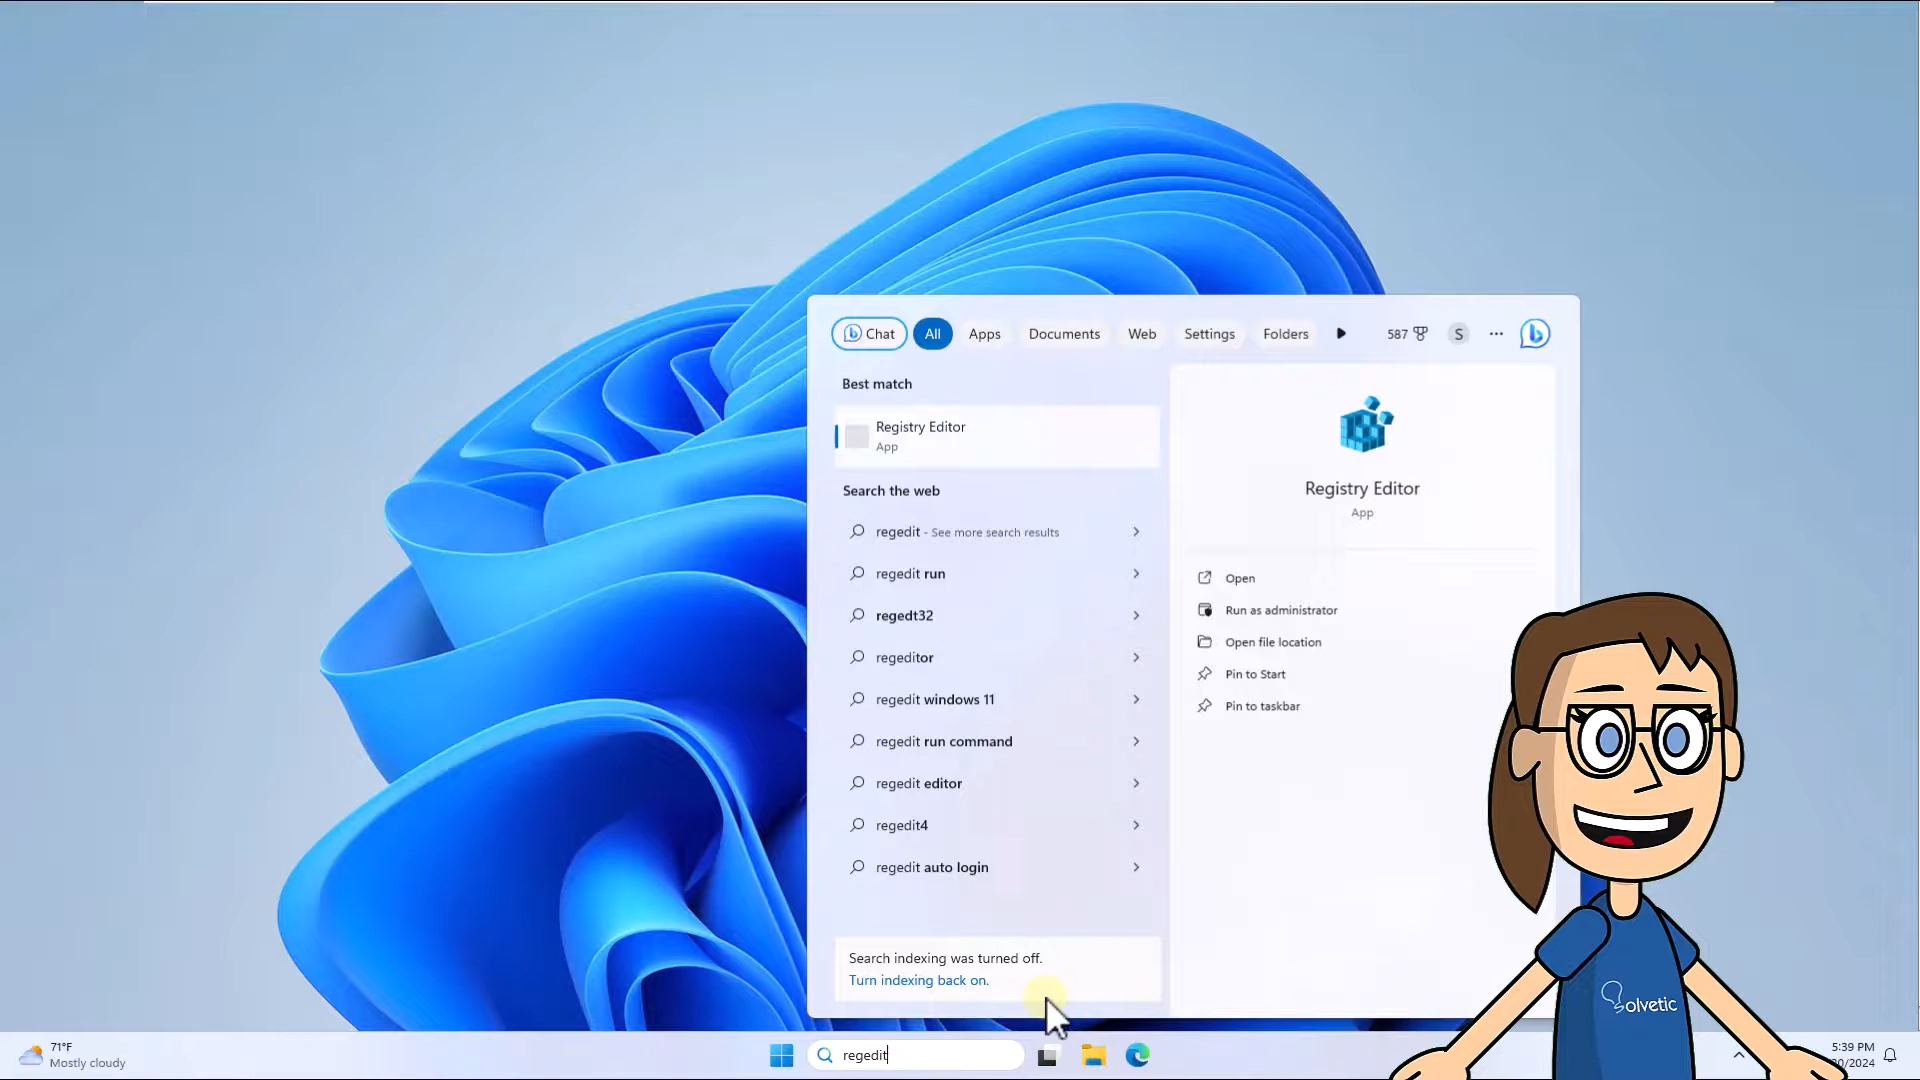 Chat
All
Apps
Documents
Web
Settings
Folders
587
S
Best match
Registry Editor
App
Search the web
regedit - See more search results
regedit run
regedt32
regeditor
regedit windows 11
regedit run command
regedit editor
regedit4
regedit auto login
Search indexing was turned off.
Turn indexing back on.
Registry Editor
App
Open
Run as administrator
Open file location
Pin to Start
Pin to taskbar
olvetic
71°F
Mostly cloudy
regedit
5:39 PM
0/2024